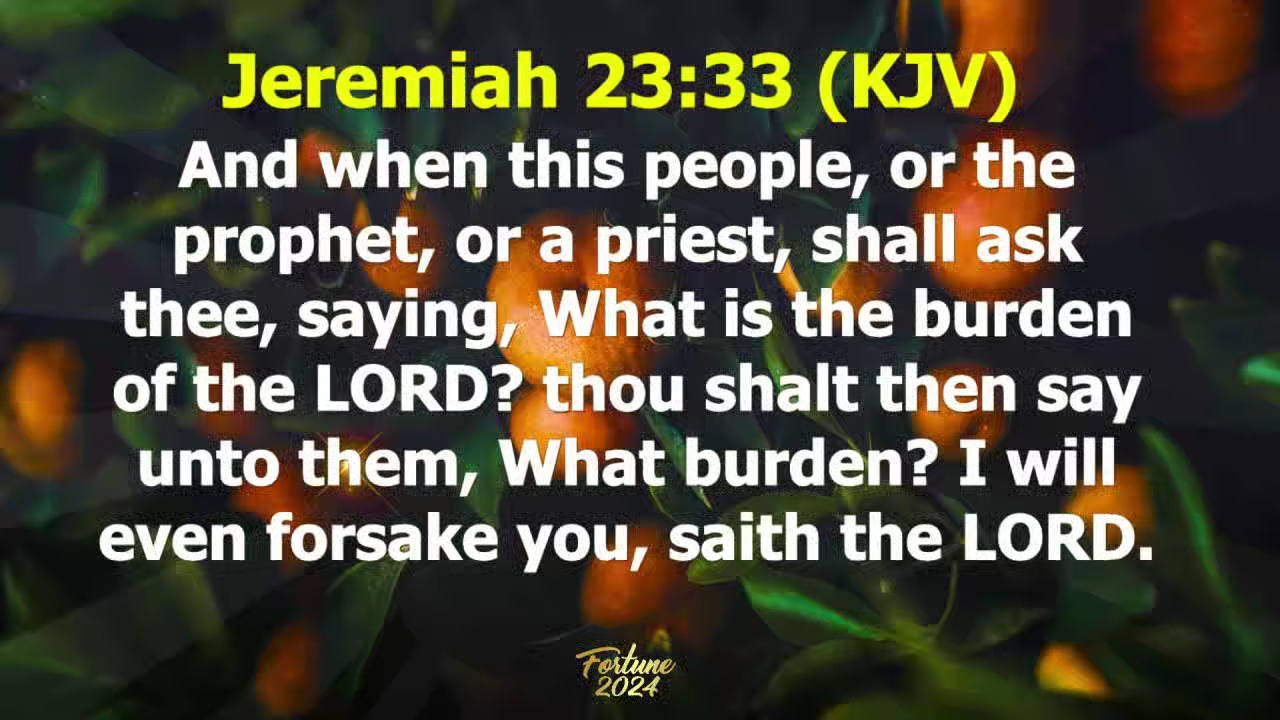 Jeremiah 23:33 (KJV)
And when this people, or the
prophet, or a priest, shall ask
thee, saying, What is the burden
of the LORD? thou shalt then say
unto them, What burden? I will
even forsake you, saith the LORD.
Fortune
2024